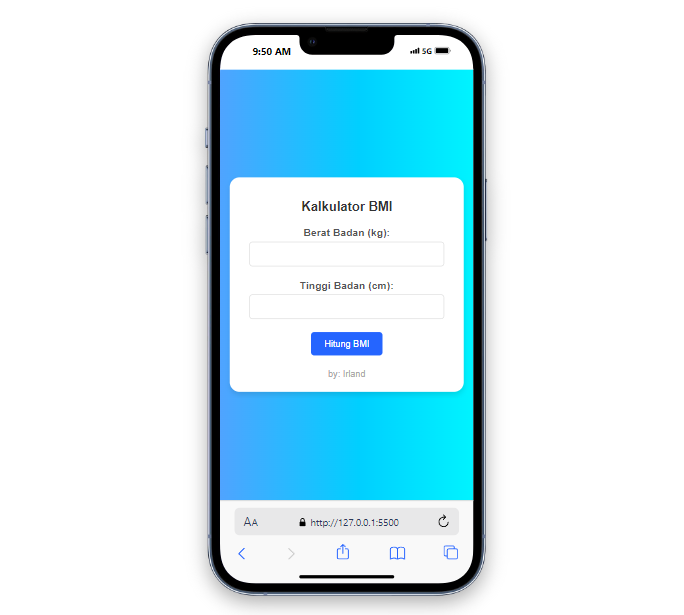 9:50 AM
5G
Kalkulator BMI
Berat Badan (kg):
Tinggi Badan (cm):
Hitung BMI
by: Irland
AA
http://127.0.0.1:5500